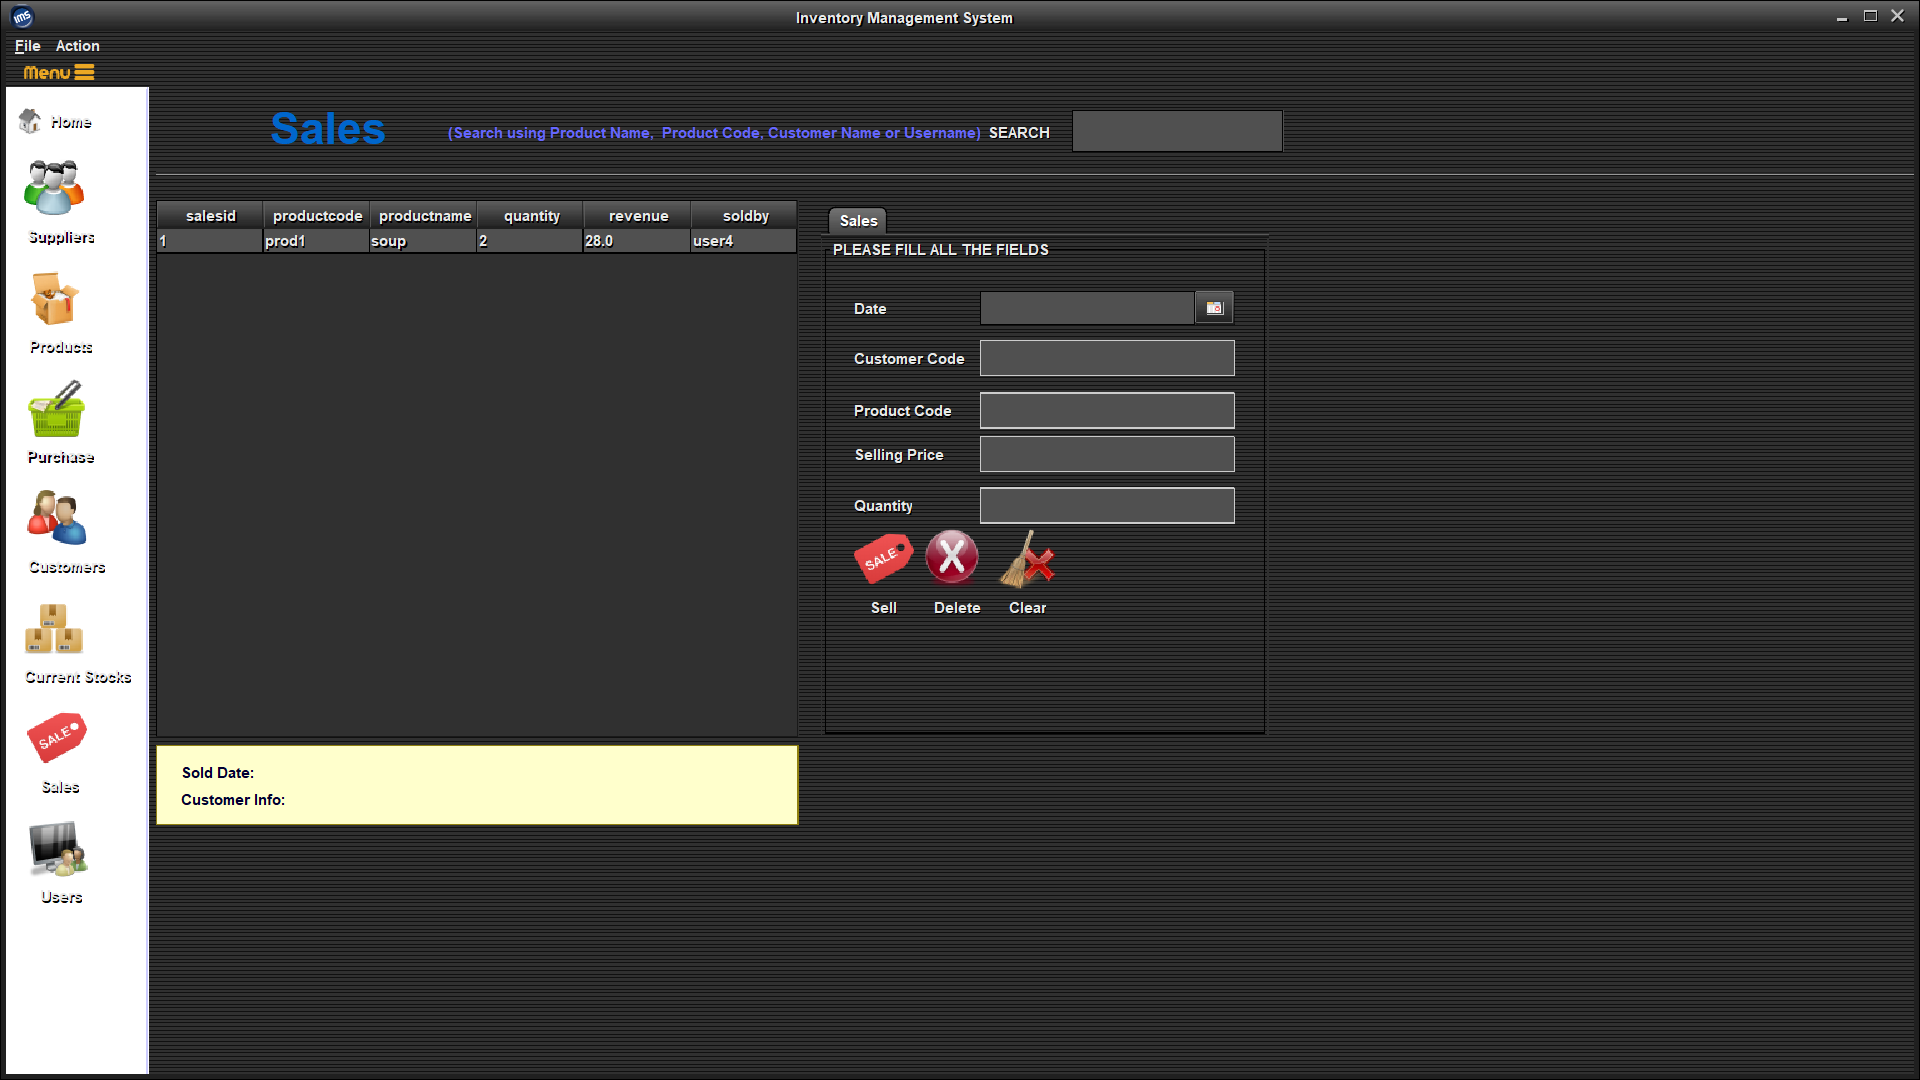 IMS
Inventory Management System
File Action
Menu
Home
Suppliers
Products
Purchase
Customers
Current Stocks
SALE
Sales
Users
Sales (Search using Product Name, Product Code, Customer Name or Username) SEARCH
salesid productcode productname quantity revenue soldby
1 prod1 soup 2 28.0 user4
Sold Date:
Customer Info:
Sales
PLEASE FILL ALL THE FIELDS
Date
Customer Code
Product Code
Selling Price
Quantity
SALE
Sell Delete Clear